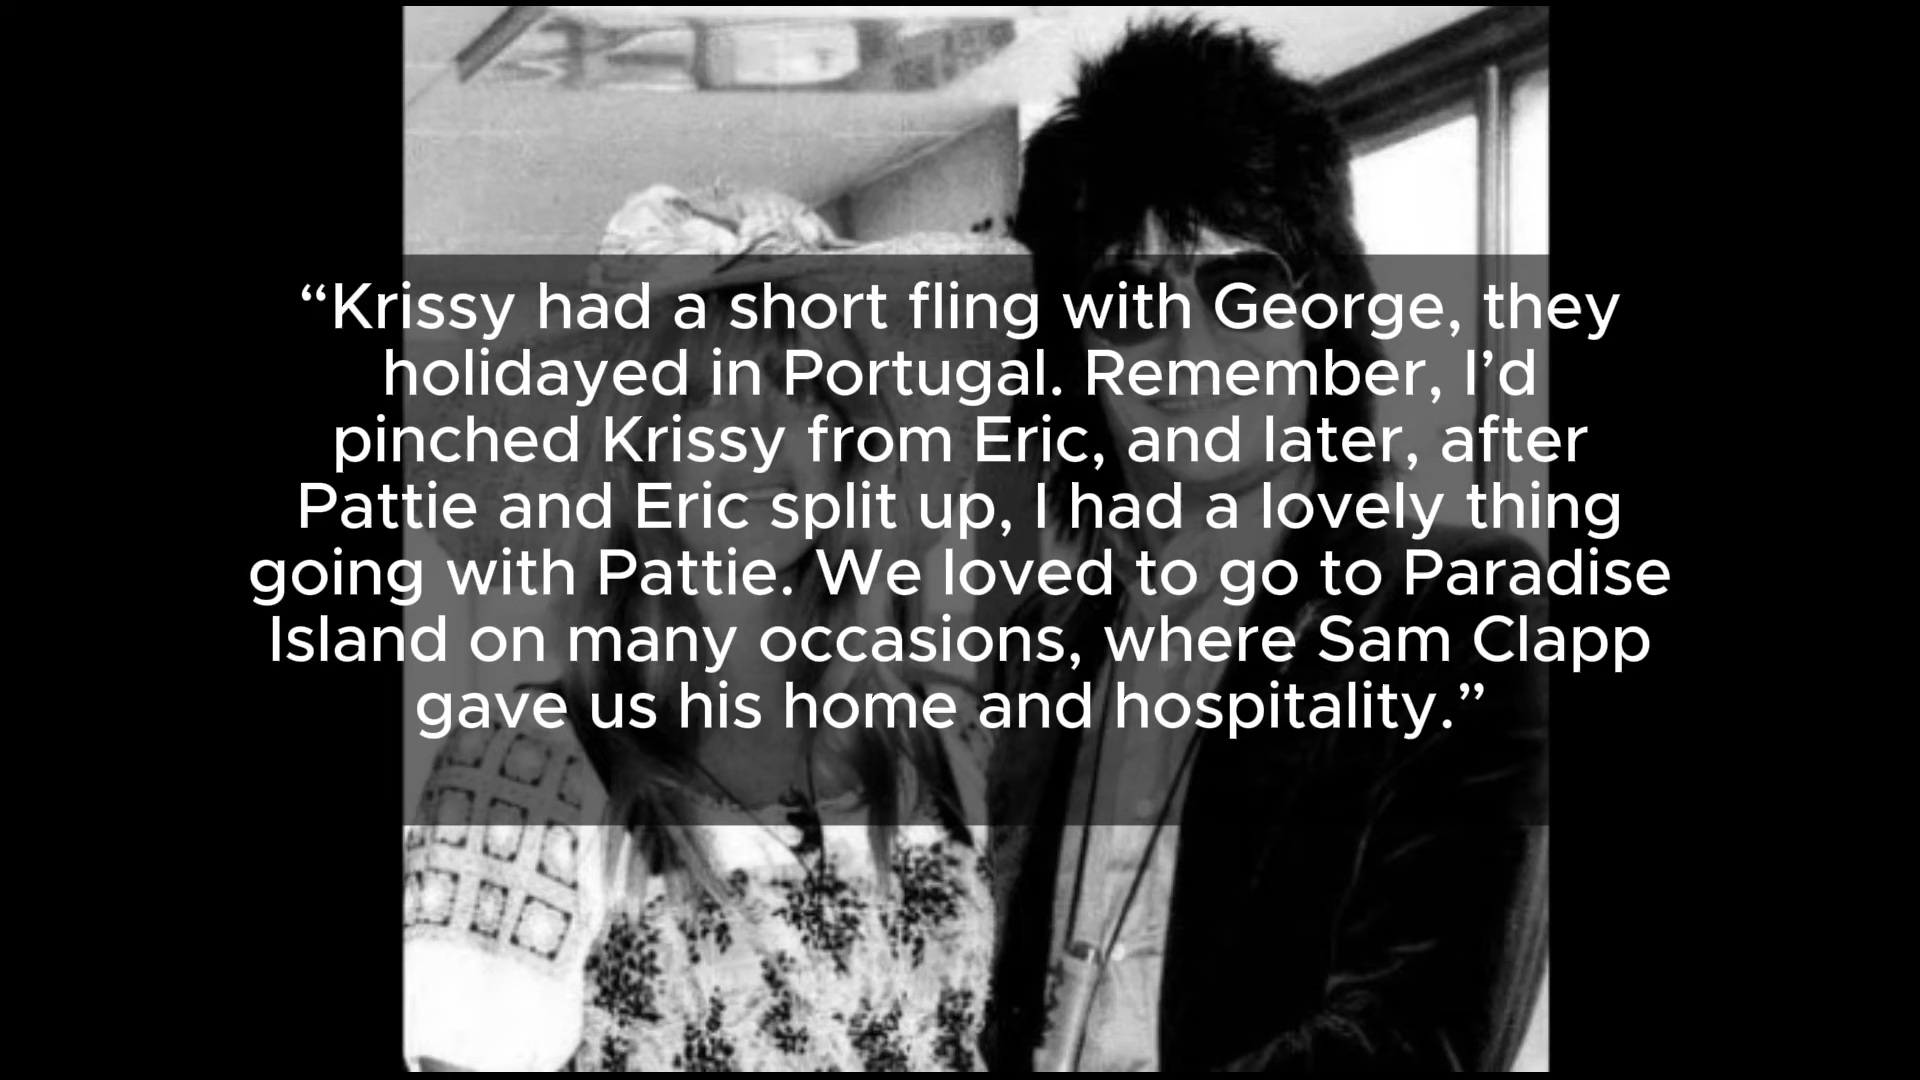 “Krissy had a short fling with George, they
holidayed in Portugal. Remember, I’d
pinched Krissy from Eric, and later, after
Pattie and Eric split up, I had a lovely thing
going with Pattie. We loved to go to Paradise
Island on many occasions, where Sam Clapp
gave us his home and hospitality.”